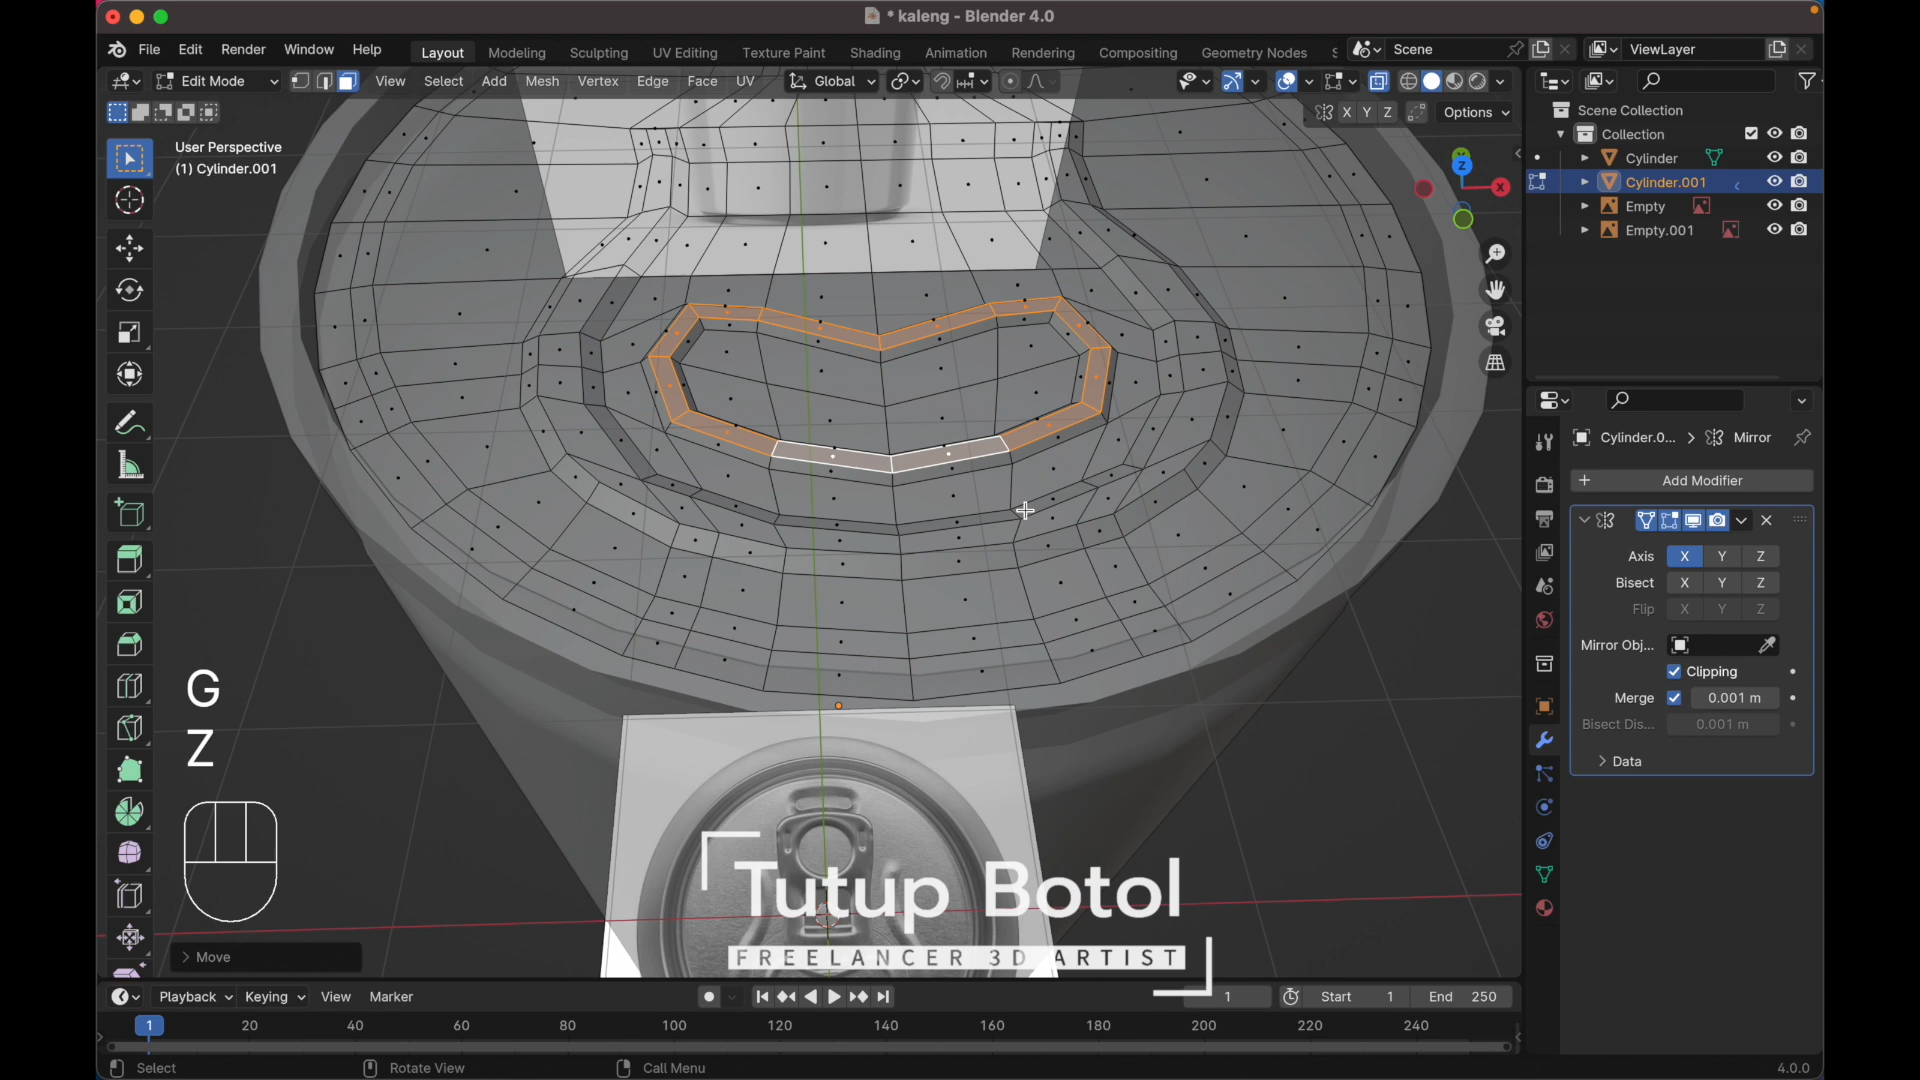 * kaleng - Blender 4.0
File Edit Render Window Help Layout Modeling Sculpting UV Editing Texture Paint Shading Animation Rendering Compositing Geometry Nodes Scene ViewLayer
Edit Mode View Select Add Mesh Vertex Edge Face UV Global
X Y Z Options
User Perspective
(1) Cylinder.001
Z X
Scene Collection
Collection
Cylinder
Cylinder.001
Empty
Empty.001
Cylinder.0... Mirror
Add Modifier
Axis X Y Z
Bisect X Y Z
Flip X Y Z
Mirror Obj...
Clipping
Merge 0.001 m
Bisect Dis... 0.001 m
Data
G
Z
Tutup Botol
FREELANCER 3D ARTIST
Move
Playback Keying View Marker 1 Start 1 End 250
1 20 40 60 80 100 120 140 160 180 200 220 240
Select Rotate View Call Menu 4.0.0